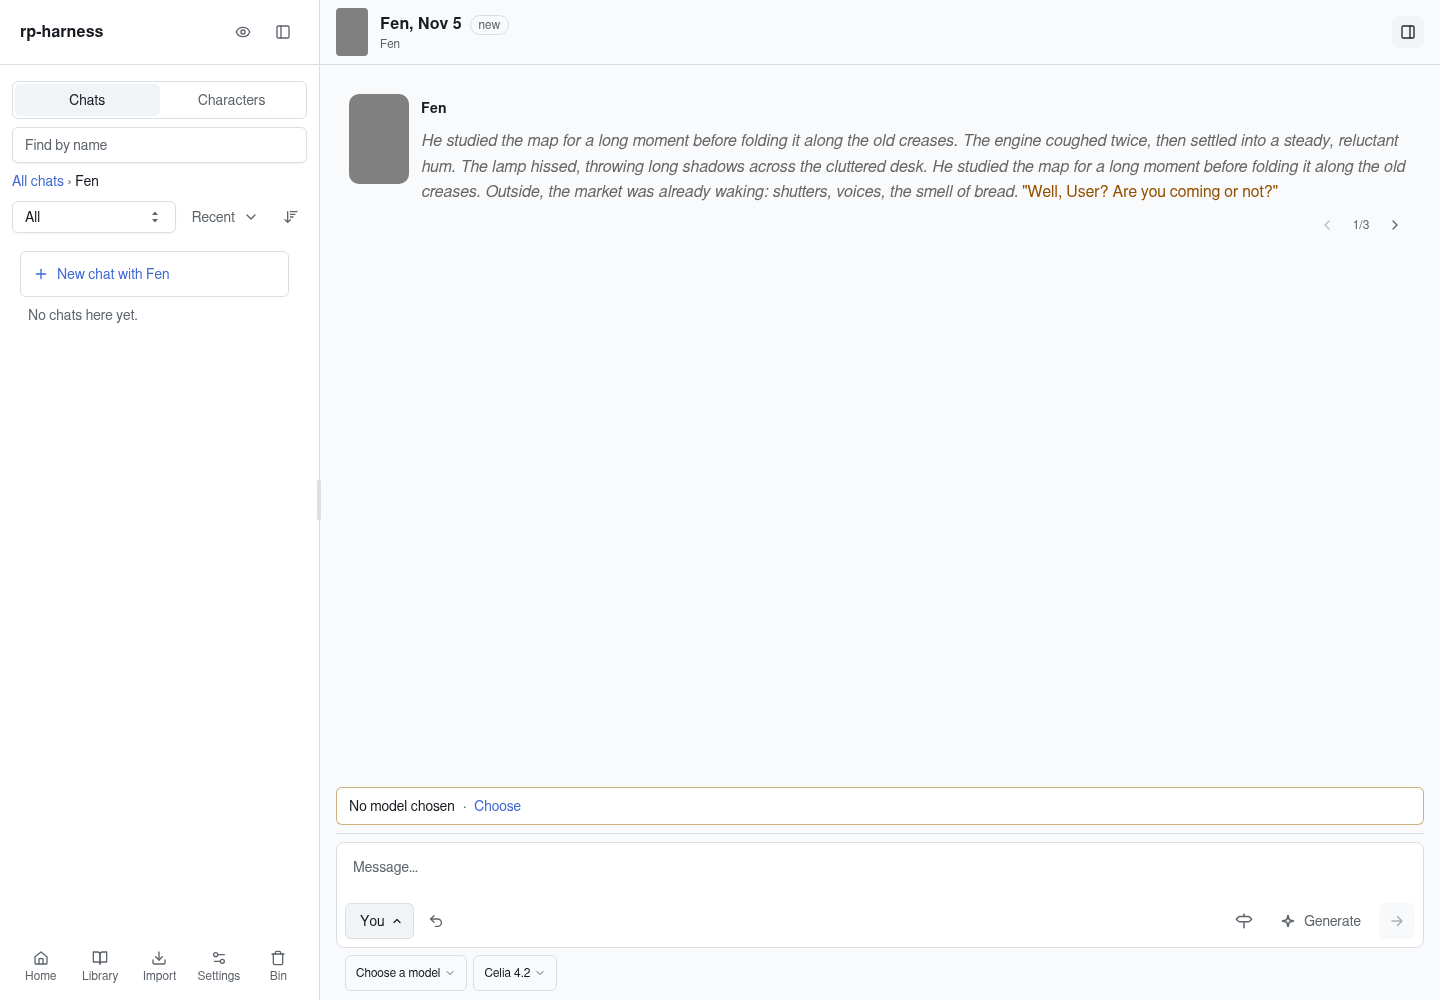 rp-harness
Chats
Characters
Find by name
All chats › Fen
All
Recent
New chat with Fen
No chats here yet.
Home
Library
Import
Settings
Bin
Fen, Nov 5
new
Fen
Fen
He studied the map for a long moment before folding it along the old creases. The engine coughed twice, then settled into a steady, reluctant
hum. The lamp hissed, throwing long shadows across the cluttered desk. He studied the map for a long moment before folding it along the old
creases. Outside, the market was already waking: shutters, voices, the smell of bread. "Well, User? Are you coming or not?"
1/3
No model chosen · Choose
Message...
You
Generate
Choose a model
Celia 4.2